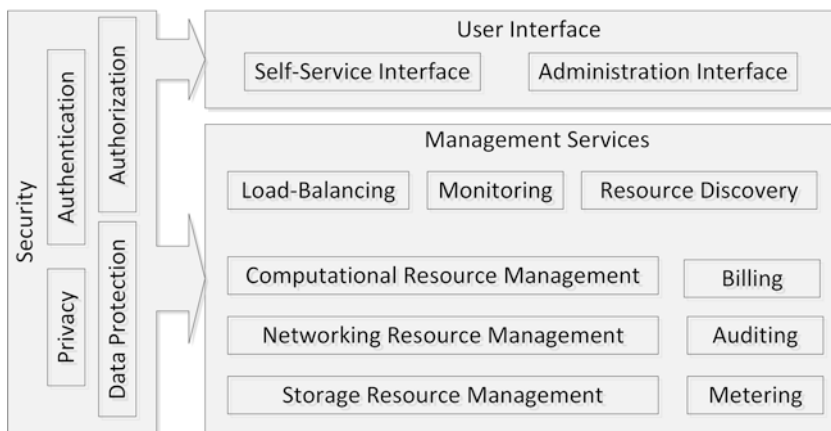 Security
Authentication
Authorization
Privacy
Data Protection
User Interface
Self-Service Interface
Administration Interface
Management Services
Load-Balancing
Monitoring
Resource Discovery
Computational Resource Management
Billing
Networking Resource Management
Auditing
Storage Resource Management
Metering